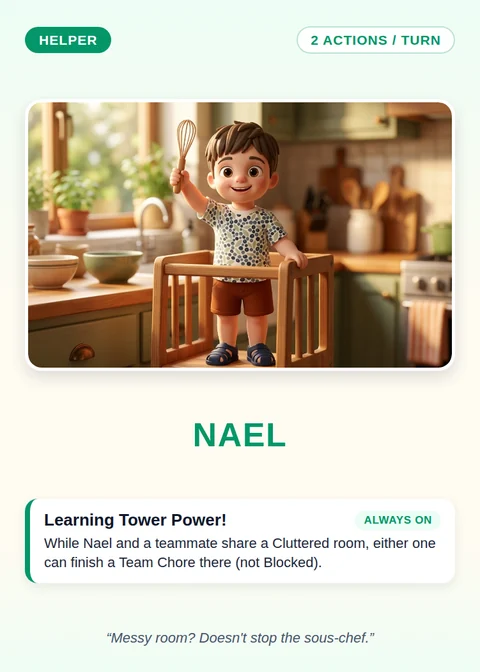 HELPER
2 ACTIONS / TURN
NAEL
Learning Tower Power!
ALWAYS ON
While Nael and a teammate share a Cluttered room, either one
can finish a Team Chore there (not Blocked).
“Messy room? Doesn't stop the sous-chef.”